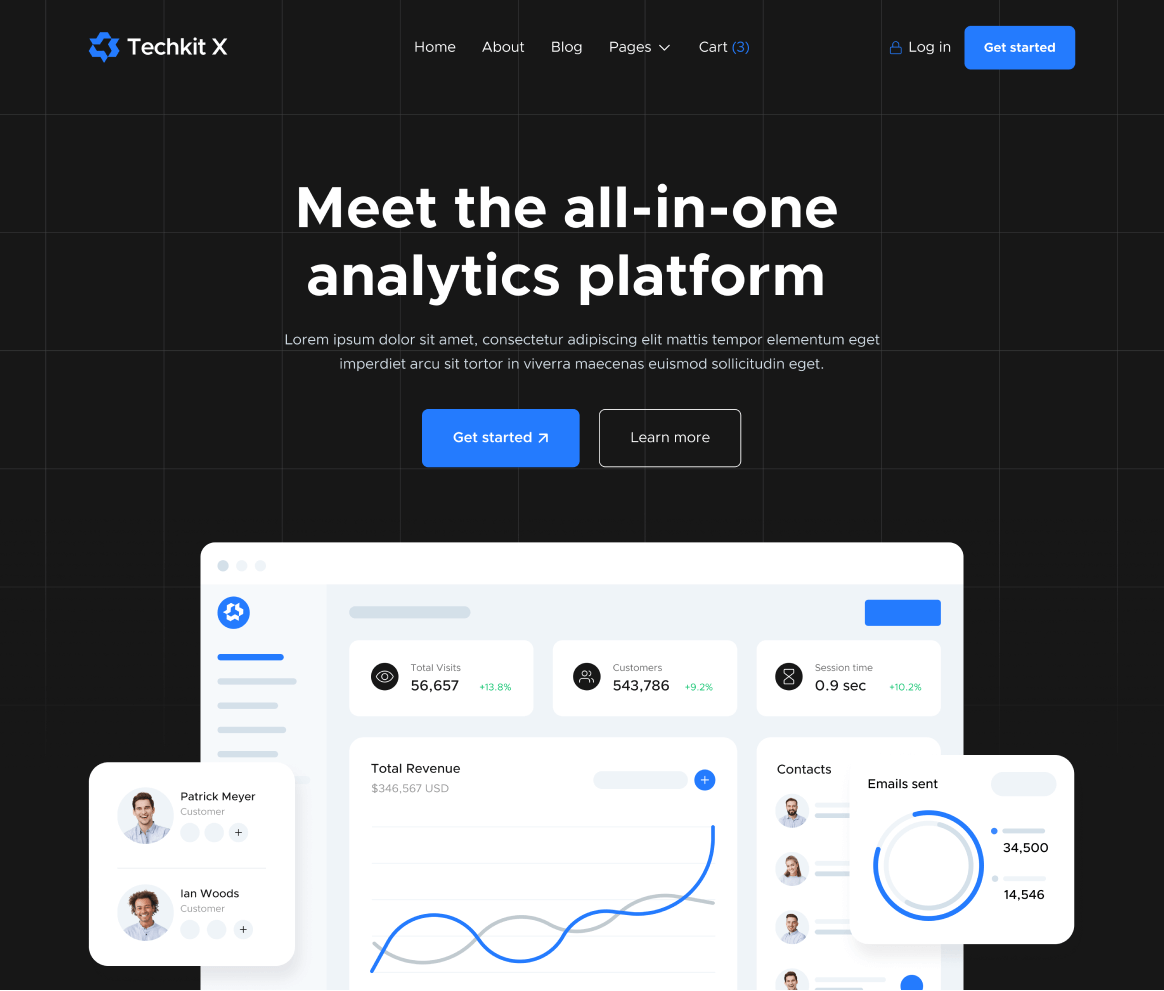 Techkit X
Home About Blog Pages Cart (3)
Log in
Get started
Meet the all-in-one
analytics platform
Lorem ipsum dolor sit amet, consectetur adipiscing elit mattis tempor elementum eget
imperdiet arcu sit tortor in viverra maecenas euismod sollicitudin eget.
Get started
Learn more
Total Visits
56,657 +13.8%
Customers
543,786 +9.2%
Session time
0.9 sec +10.2%
Total Revenue
$346,567 USD
+
Contacts
Patrick Meyer
Customer
+
Ian Woods
Customer
+
Emails sent
34,500
14,546